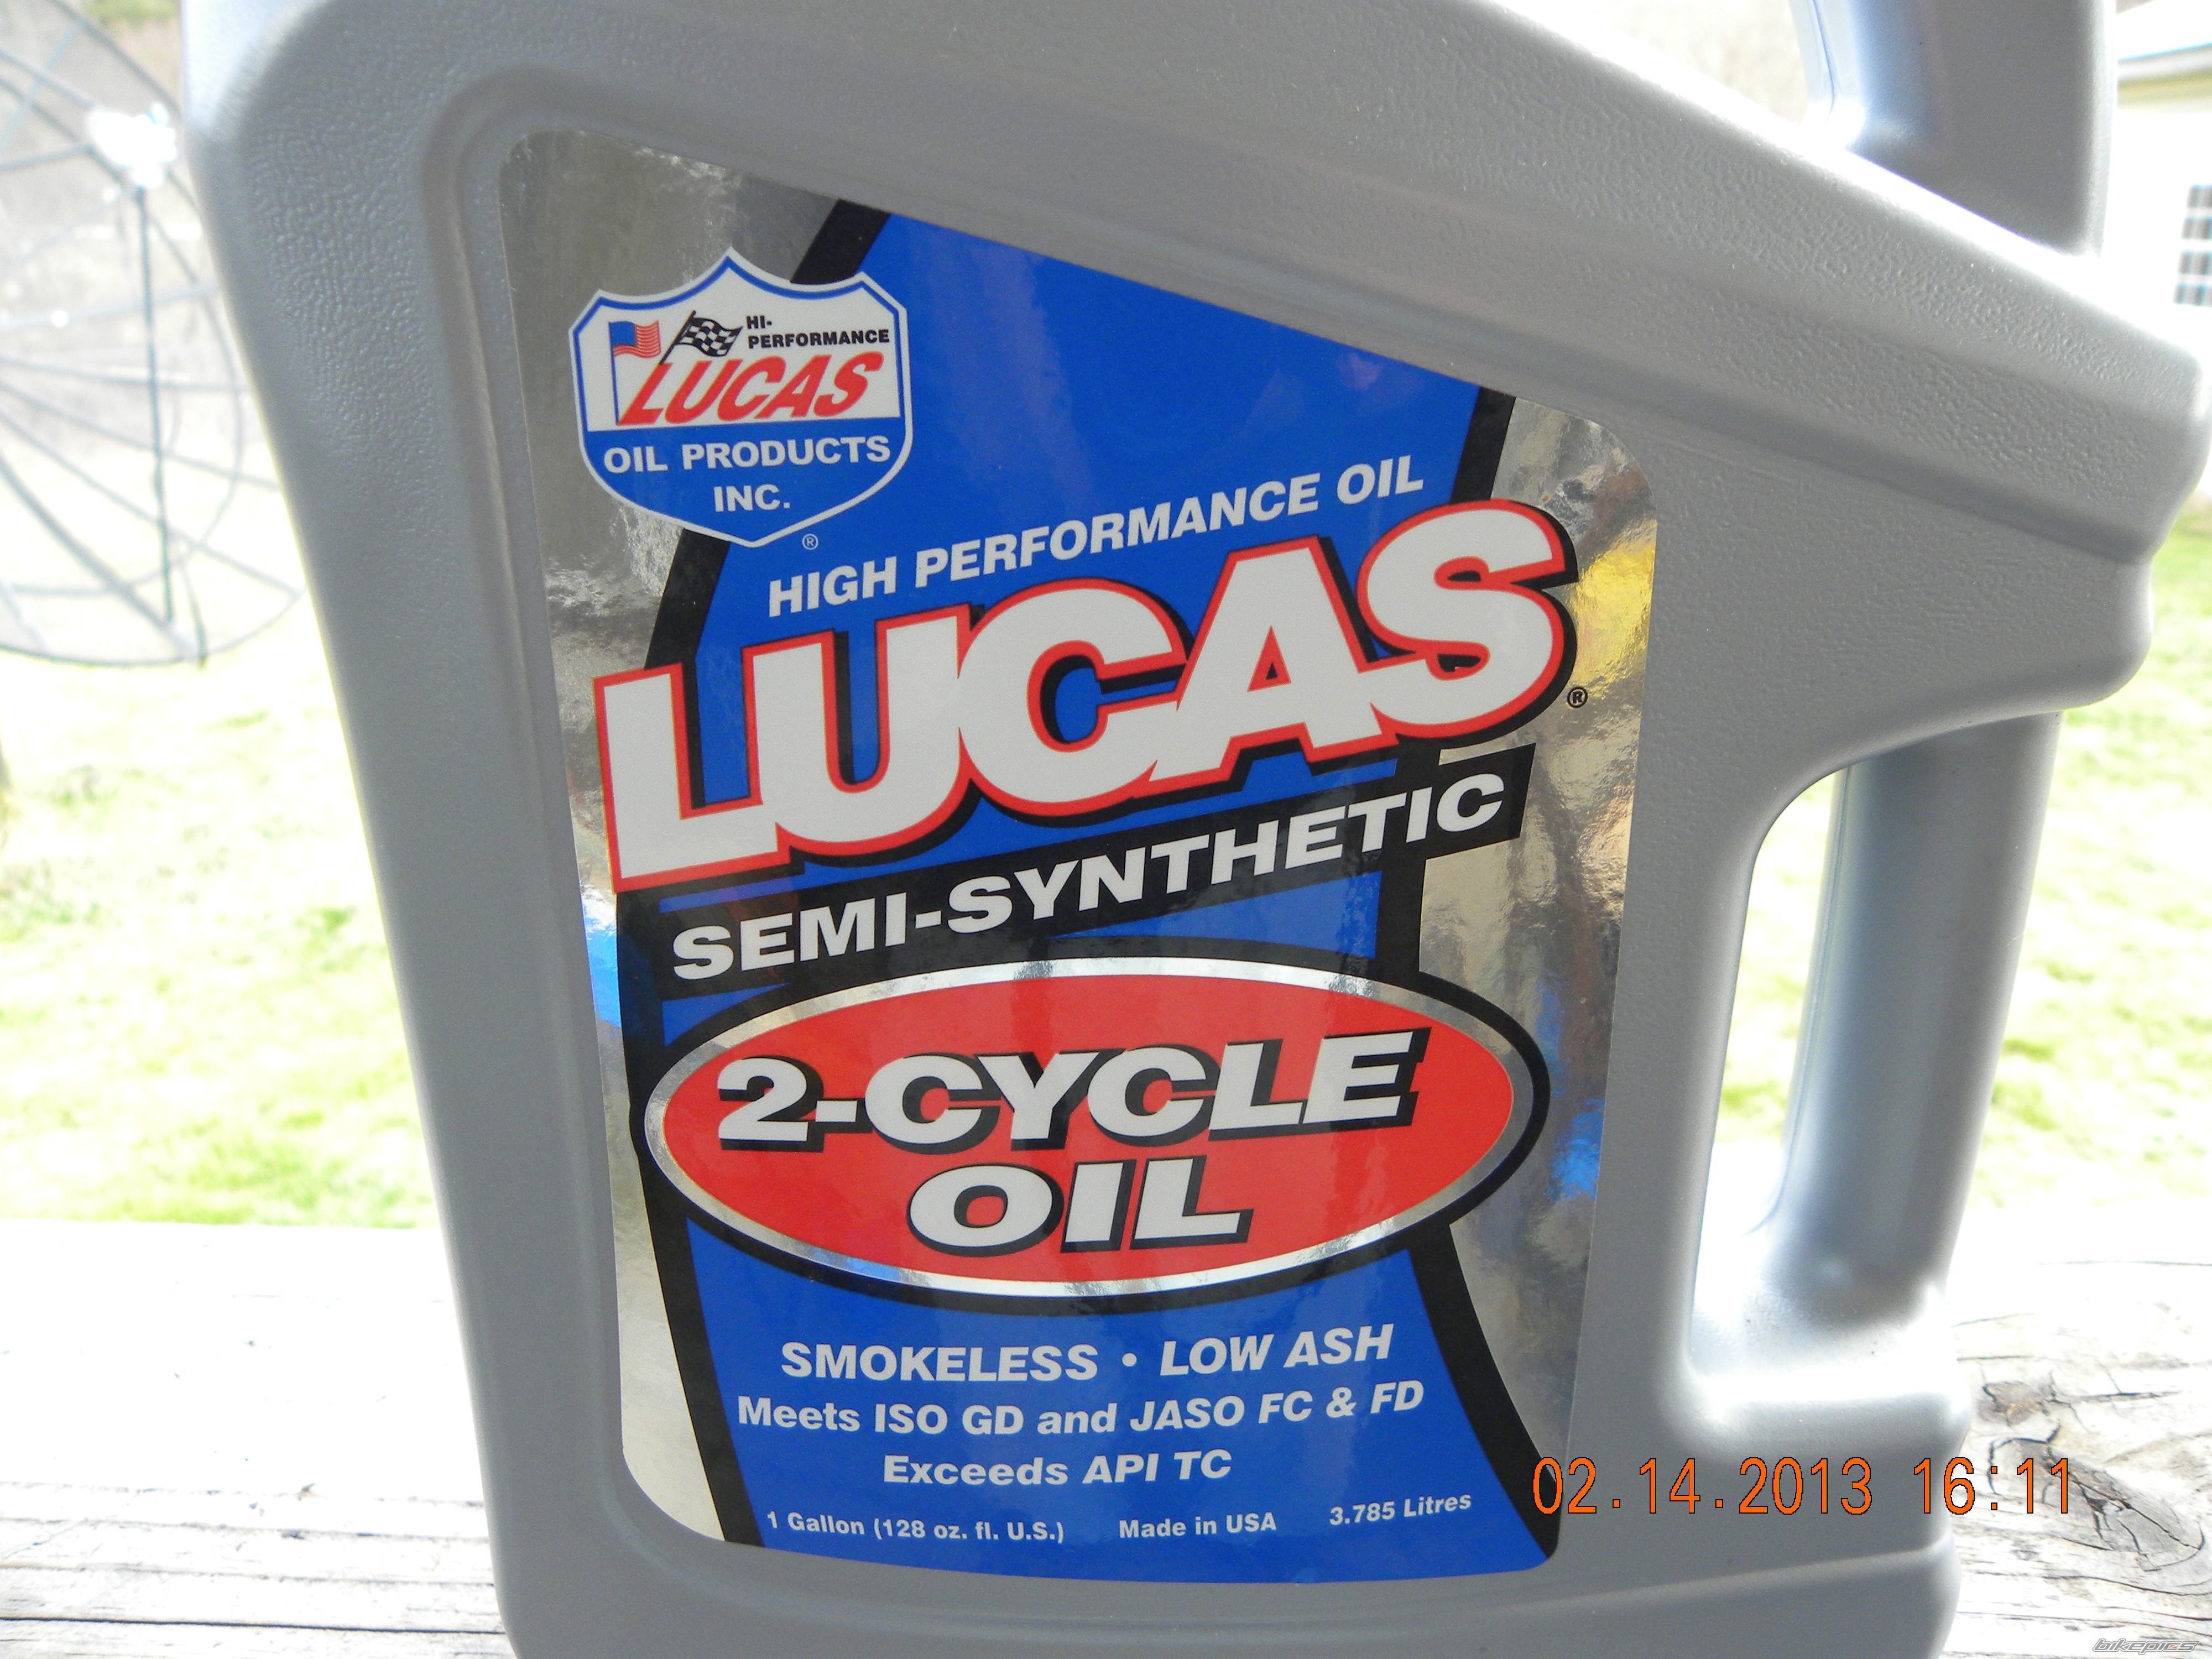 HI-
PERFORMANCE
LUCAS
OIL PRODUCTS
INC.
®
HIGH PERFORMANCE OIL
LUCAS
®
SEMI-SYNTHETIC
2-CYCLE
OIL
SMOKELESS • LOW ASH
Meets ISO GD and JASO FC & FD
Exceeds API TC
1 Gallon (128 oz. fl. U.S.) Made in USA 3.785 Litres
02.14.2013 16:11
bikepics